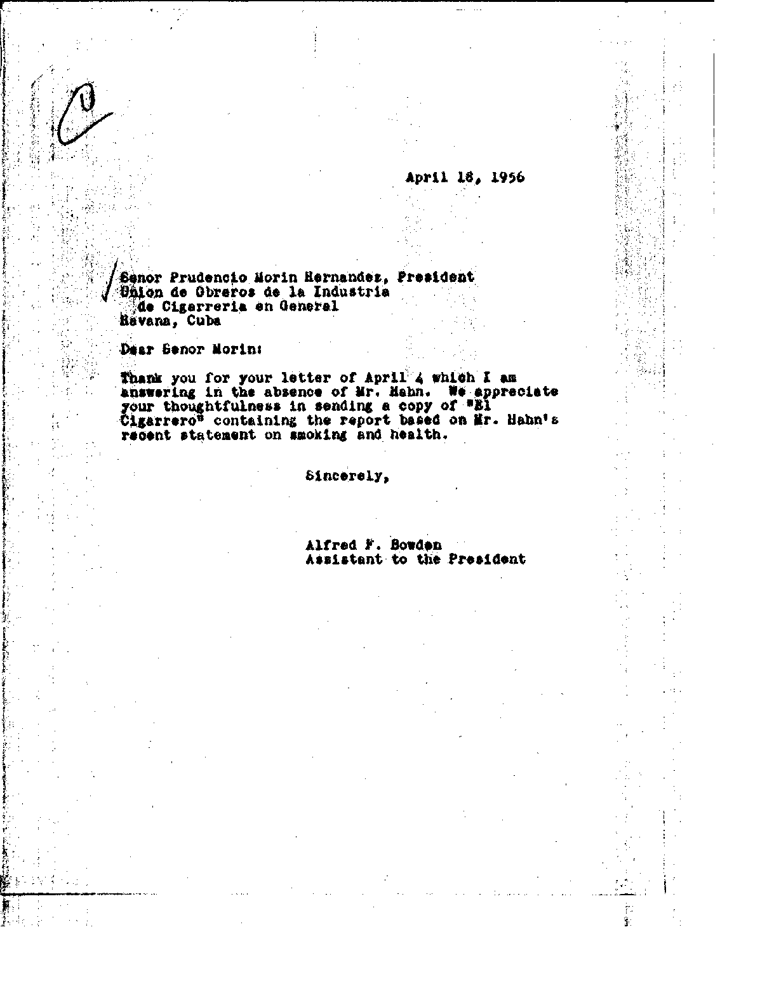 April 18, 1956
Senor Prudencio Morin Hernandez, President
Union de Obreros de la Industria
de Cigarreria en General
Havana, Cuba
Dear Senor Morin:
Thank you for your letter of April 4 which I am
answering in the absence of Mr. Hahn. We appreciate
your thoughtfulness in sending a copy of "El
Cigarrero" containing the report based on Mr. Hahn's
recent statement on smoking and health.
Sincerely,
Alfred F. Bowden
Assistant to the President